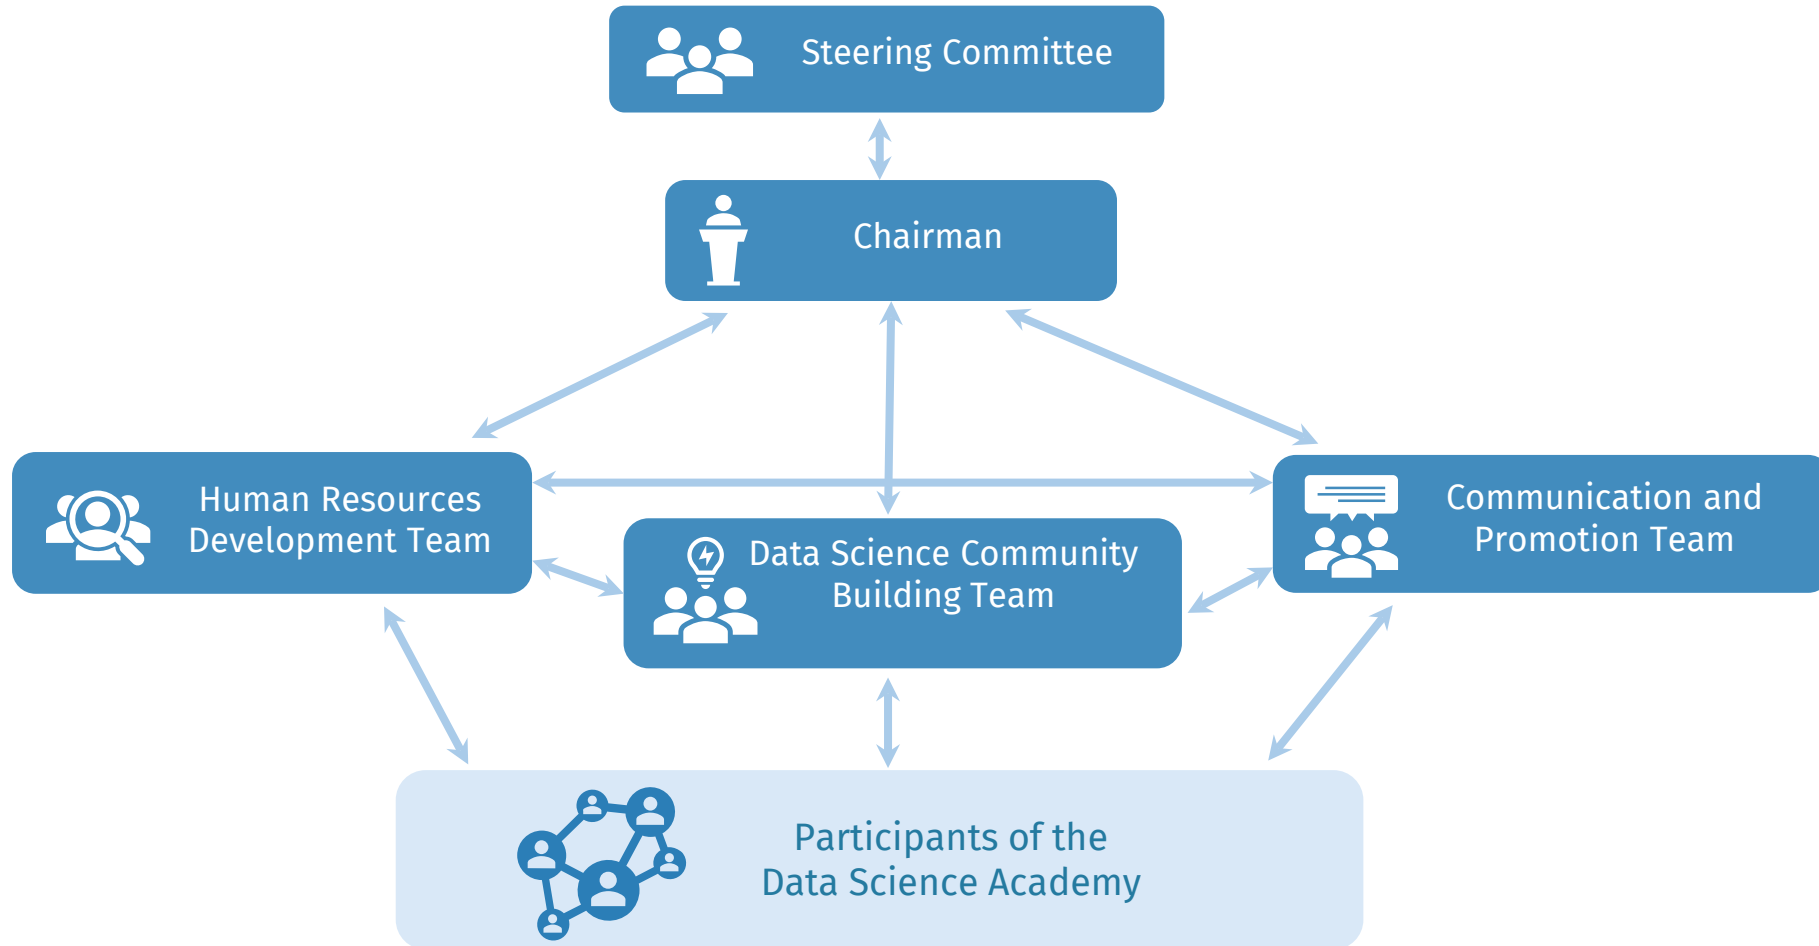 Steering Committee
Chairman
Human Resources
Development Team
Data Science Community
Building Team
Communication and
Promotion Team
Participants of the
Data Science Academy